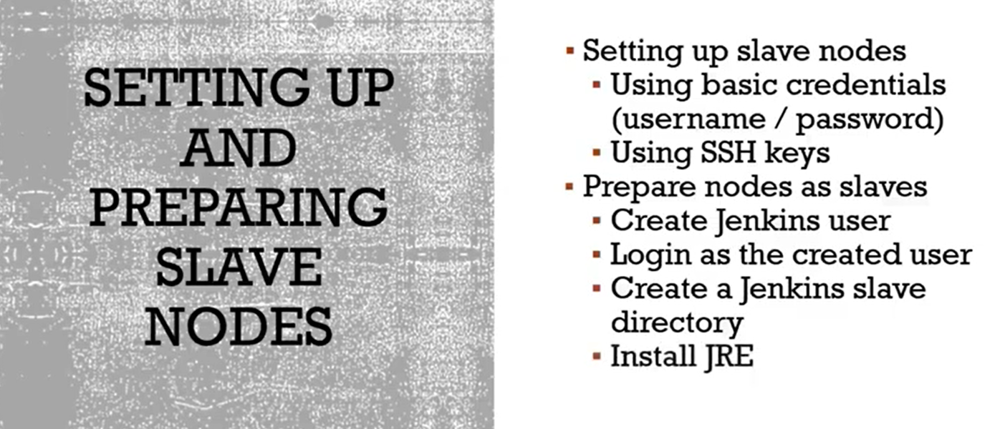 SETTING UP
AND
PREPARING
SLAVE
NODES
▪ Setting up slave nodes
▪ Using basic credentials
(username / password)
▪ Using SSH keys
▪ Prepare nodes as slaves
▪ Create Jenkins user
▪ Login as the created user
▪ Create a Jenkins slave
directory
▪ Install JRE